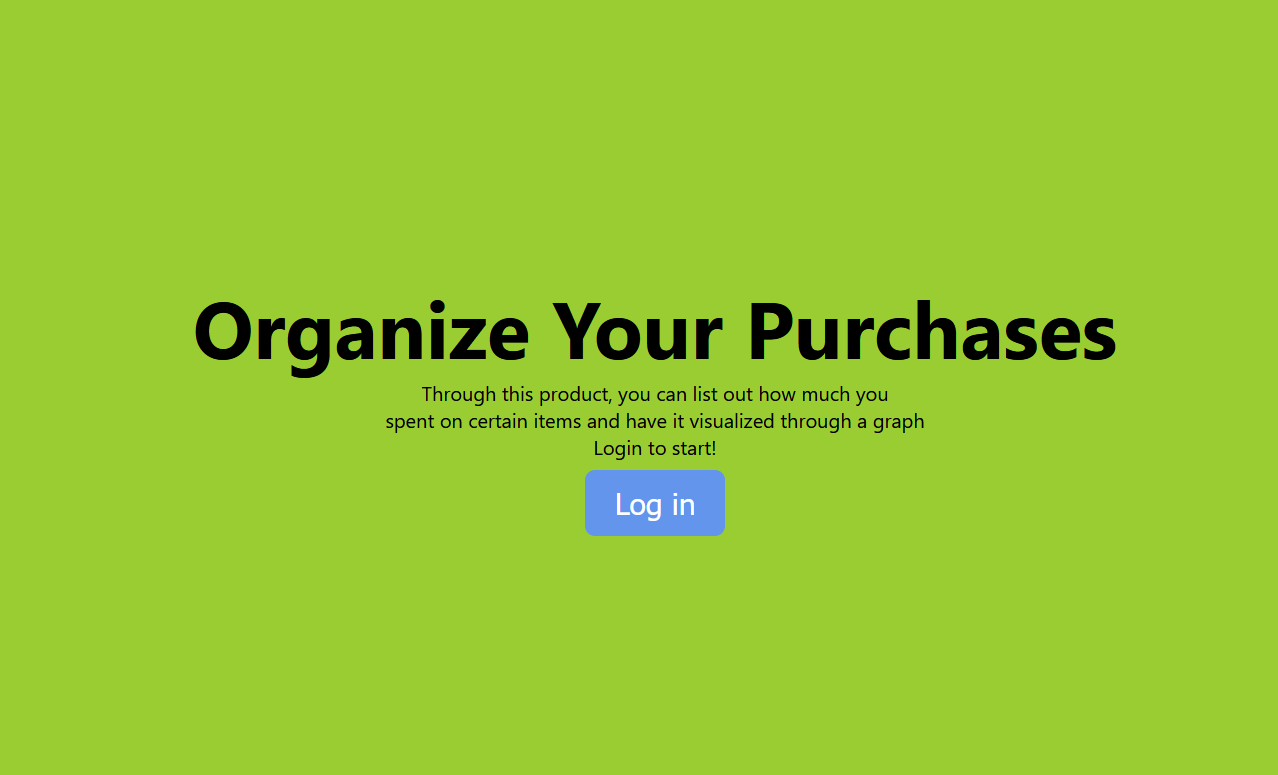 Organize Your Purchases
Through this product, you can list out how much you
spent on certain items and have it visualized through a graph
Login to start!
Log in